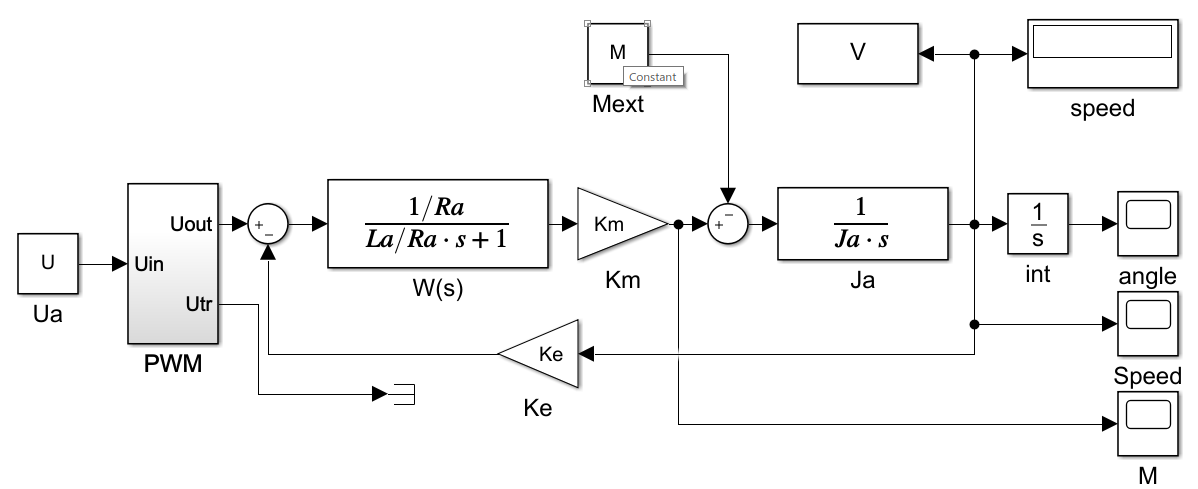 M
Constant
Mext
V
speed
U
Ua
Uin
Uout
Utr
PWM
+
−
1/Ra
La/Ra · s + 1
W(s)
Km
Km
+
−
1
Ja · s
Ja
1
s
int
angle
Speed
Ke
Ke
M